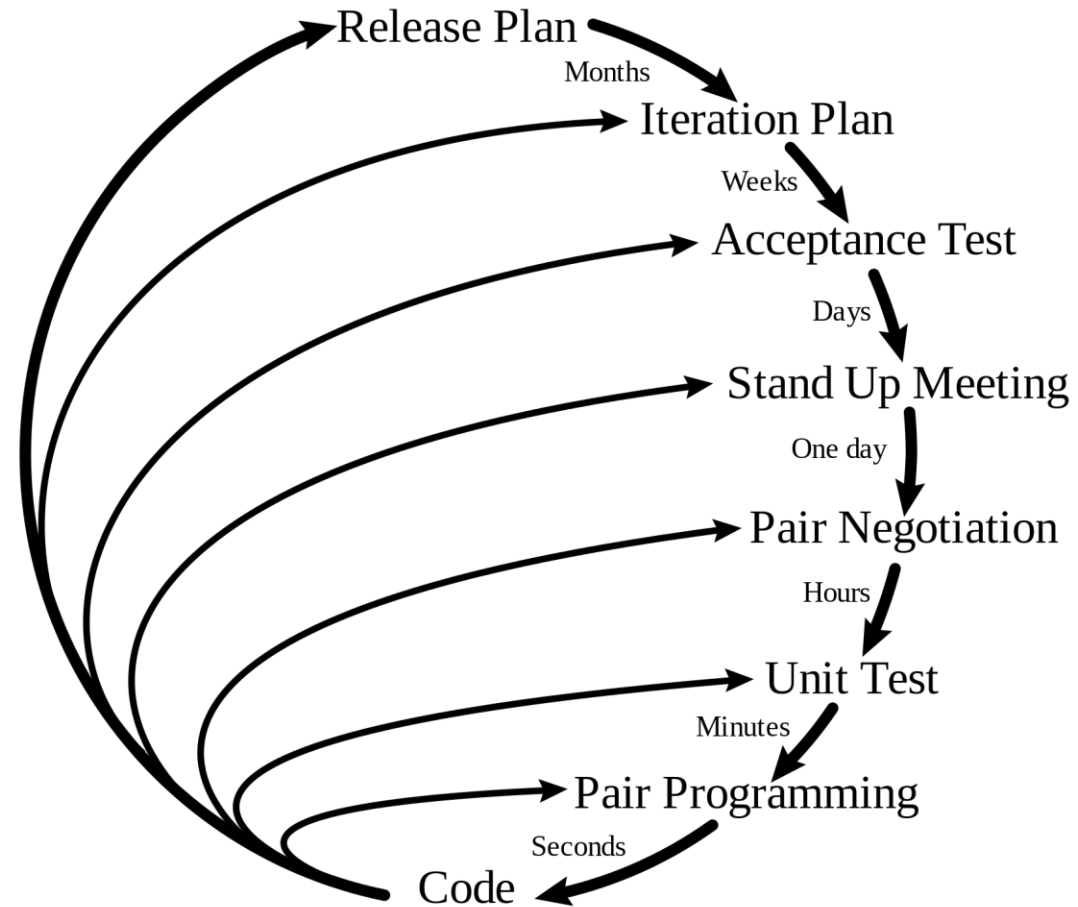 Release Plan
Months
Iteration Plan
Weeks
Acceptance Test
Days
Stand Up Meeting
One day
Pair Negotiation
Hours
Unit Test
Minutes
Pair Programming
Seconds
Code